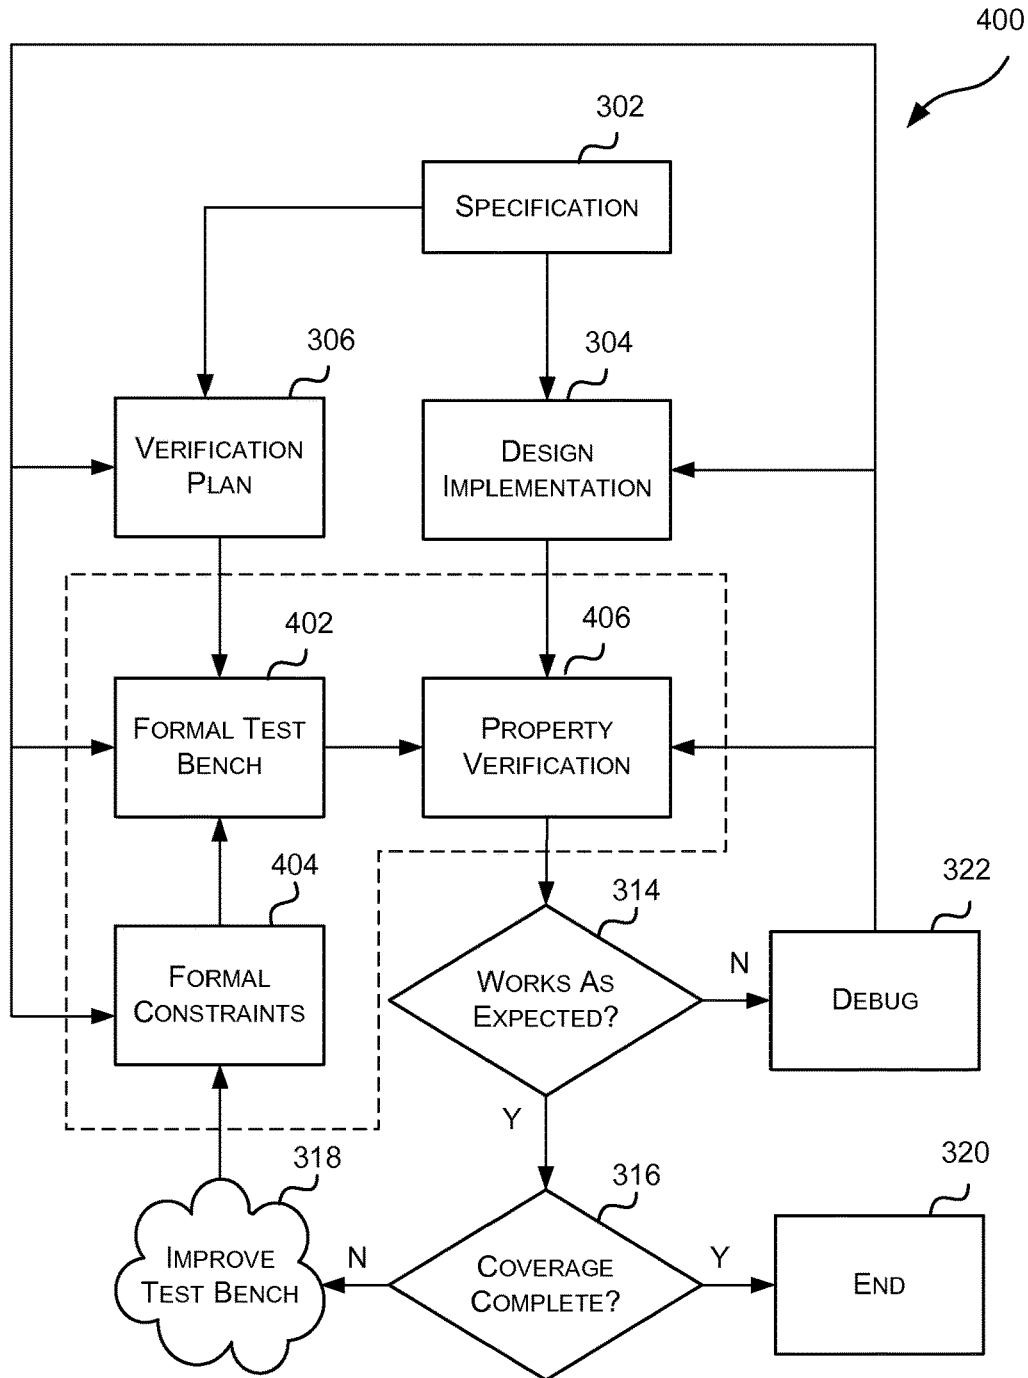 400
302
SPECIFICATION
306
304
VERIFICATION
PLAN
DESIGN
IMPLEMENTATION
402
406
FORMAL TEST
BENCH
PROPERTY
VERIFICATION
404
314
322
FORMAL
CONSTRAINTS
WORKS AS
EXPECTED?
N
DEBUG
Y
318
316
320
IMPROVE
TEST BENCH
N
COVERAGE
COMPLETE?
Y
END